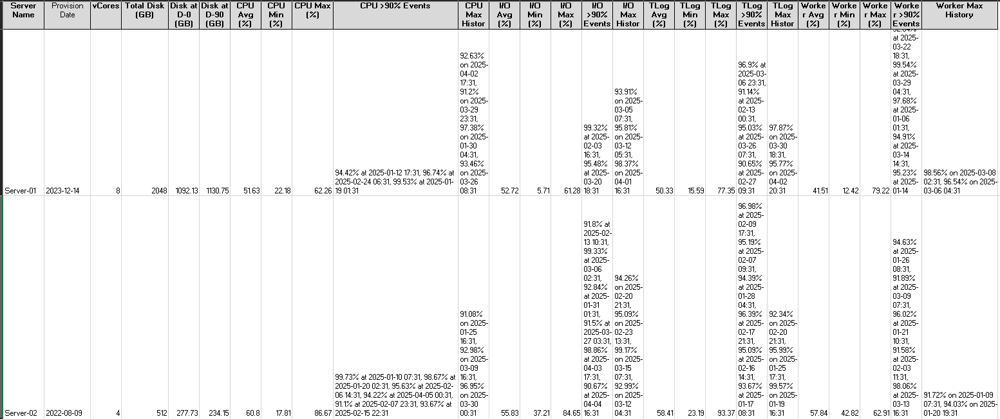 Server Name	Provision Date	vCores	Total Disk (GB)	Disk at D-0 (GB)	Disk at D-90 (GB)	CPU Avg (%)	CPU Min (%)	CPU Max (%)	CPU >90% Events	CPU Max Histor	I/O Avg (%)	I/O Min (%)	I/O Max (%)	I/O >90% Events	I/O Max Histor	TLog Avg (%)	TLog Min (%)	TLog Max (%)	TLog >90% Events	TLog Max Histor	Worke r Avg (%)	Worke r Min (%)	Worke r Max (%)	Worke r >90% Events	Worker Max History
Server-01
2023-12-14
8
2048
1092.13
1130.75
51.63
22.18
62.26
94.42% at 2025-01-12 17:31, 96.74% at
2025-02-24 06:31, 99.53% at 2025-01-
19 01:31
92.63%
on 2025-
04-02
17:31,
91.2%
on 2025-
03-29
23:31,
97.38%
on 2025-
01-30
04:31,
93.46%
on 2025-
03-26
08:31
52.72
5.71
61.28
99.32%
at 2025-
02-03
16:31,
95.48%
at 2025-
03-20
18:31
93.91%
on 2025-
03-05
07:31,
95.81%
on 2025-
03-12
05:31,
98.37%
on 2025-
04-01
16:31
50.33
15.59
77.35
96.9% at
2025-03-
06 23:31,
91.14%
at 2025-
02-13
00:31,
95.03%
at 2025-
03-26
07:31,
90.65%
at 2025-
02-27
09:31
97.87%
on 2025-
03-30
18:31,
95.77%
on 2025-
04-02
20:31
41.51
12.42
79.22
at 2025-
03-22
18:31,
99.54%
at 2025-
03-29
04:31,
97.68%
at 2025-
01-06
01:31,
94.91%
at 2025-
03-14
14:31,
95.23%
at 2025-
01-14
98.56% on 2025-03-08
02:31, 96.54% on 2025-
03-06 04:31
Server-02
2022-08-09
4
512
277.73
234.15
60.8
17.81
86.67
99.73% at 2025-01-10 07:31, 98.67% at
2025-01-20 02:31, 95.63% at 2025-02-
06 14:31, 94.22% at 2025-04-05 00:31,
91.1% at 2025-02-07 23:31, 93.67% at
2025-02-15 22:31
91.08%
on 2025-
01-25
16:31,
92.98%
on 2025-
03-09
16:31,
96.95%
on 2025-
03-30
00:31
55.83
37.21
84.65
91.8% at
2025-02-
13 10:31,
99.33%
at 2025-
03-06
02:31,
92.84%
at 2025-
01-31
01:31,
91.5% at
2025-03-
27 03:31,
98.86%
at 2025-
04-03
17:31,
90.67%
at 2025-
04-04
16:31
94.26%
on 2025-
02-20
21:31,
95.09%
on 2025-
02-23
13:31,
99.17%
on 2025-
03-15
07:31,
92.99%
on 2025-
03-12
04:31
58.41
23.19
93.37
96.98%
at 2025-
02-09
17:31,
95.19%
at 2025-
02-07
09:31,
94.39%
at 2025-
01-28
04:31,
96.39%
at 2025-
02-17
21:31,
95.09%
at 2025-
02-16
14:31,
93.67%
at 2025-
01-17
08:31
92.34%
on 2025-
02-20
21:31,
95.99%
on 2025-
01-25
17:31,
99.57%
on 2025-
01-19
16:31
57.84
42.82
62.91
94.63%
at 2025-
01-26
08:31,
91.89%
at 2025-
03-09
07:31,
96.02%
at 2025-
01-21
10:31,
91.58%
at 2025-
02-03
11:31,
98.06%
at 2025-
03-13
16:31
91.72% on 2025-01-09
07:31, 94.03% on 2025-
01-20 19:31